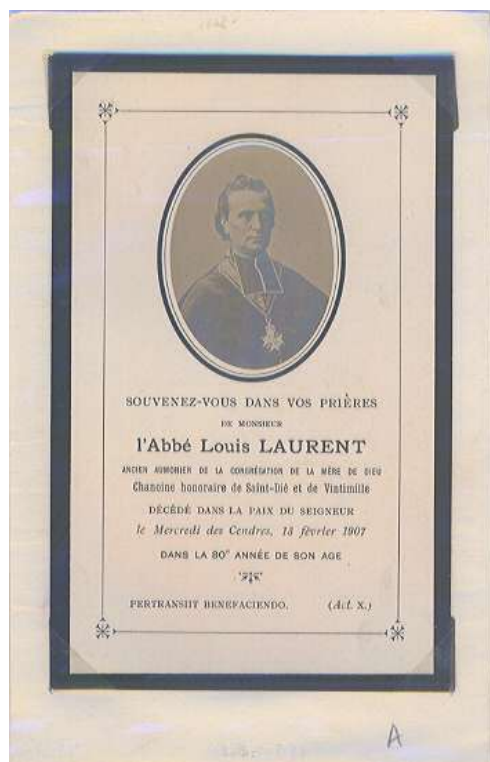 SOUVENEZ-VOUS DANS VOS PRIÈRES
DE MONSIEUR
l'Abbé Louis LAURENT
ANCIEN AUMONIER DE LA CONGRÉGATION DE LA MÈRE DE DIEU
Chanoine honoraire de Saint-Dié et de Vintimille
DÉCÉDÉ DANS LA PAIX DU SEIGNEUR
le Mercredi des Cendres, 13 février 1907
DANS LA 80e ANNÉE DE SON AGE
PERTRANSIIT BENEFACIENDO. (Act. X.)
A